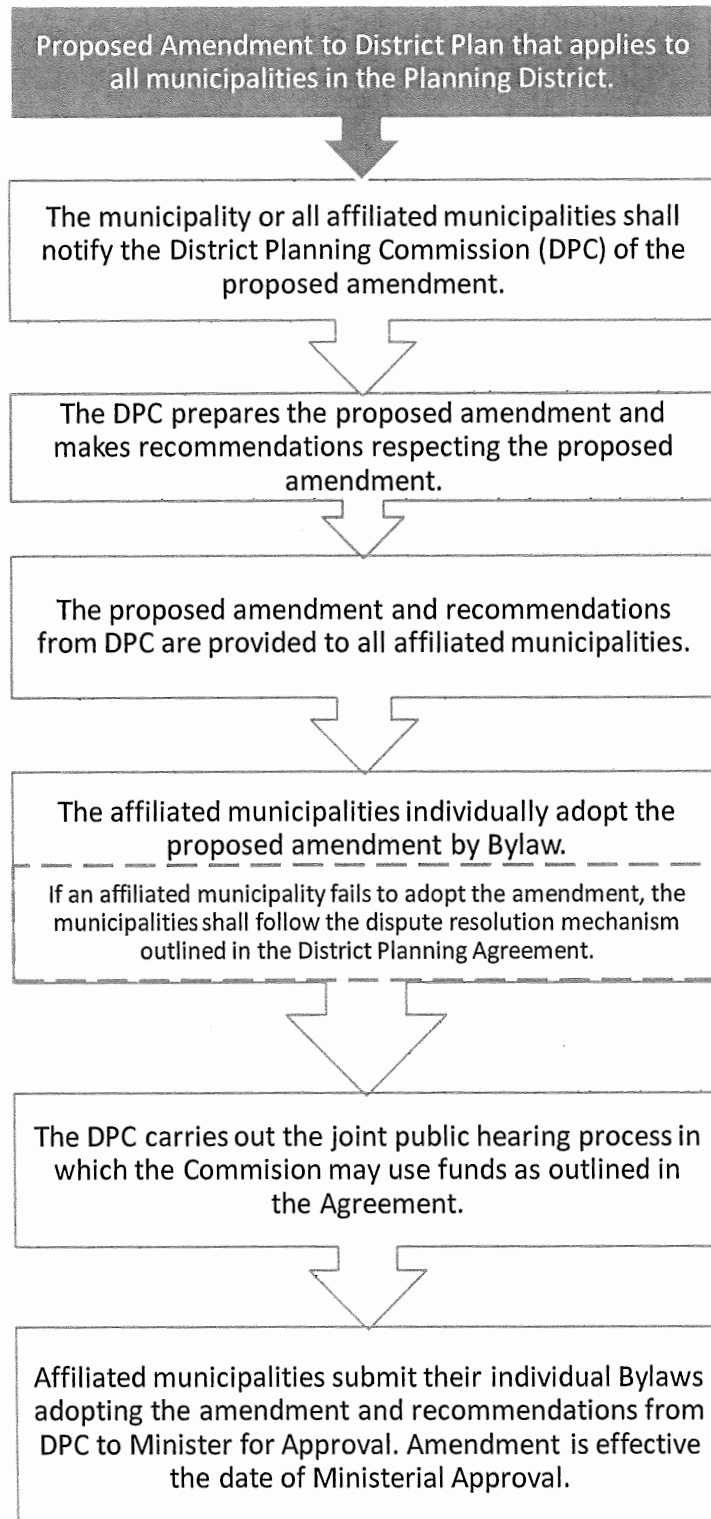 Proposed Amendment to District Plan that applies to
all municipalities in the Planning District.
The municipality or all affiliated municipalities shall
notify the District Planning Commission (DPC) of the
proposed amendment.
The DPC prepares the proposed amendment and
makes recommendations respecting the proposed
amendment.
The proposed amendment and recommendations
from DPC are provided to all affiliated municipalities.
The affiliated municipalities individually adopt the
proposed amendment by Bylaw.
If an affiliated municipality fails to adopt the amendment, the
municipalities shall follow the dispute resolution mechanism
outlined in the District Planning Agreement.
The DPC carries out the joint public hearing process in
which the Commision may use funds as outlined in
the Agreement.
Affiliated municipalities submit their individual Bylaws
adopting the amendment and recommendations from
DPC to Minister for Approval. Amendment is effective
the date of Ministerial Approval.